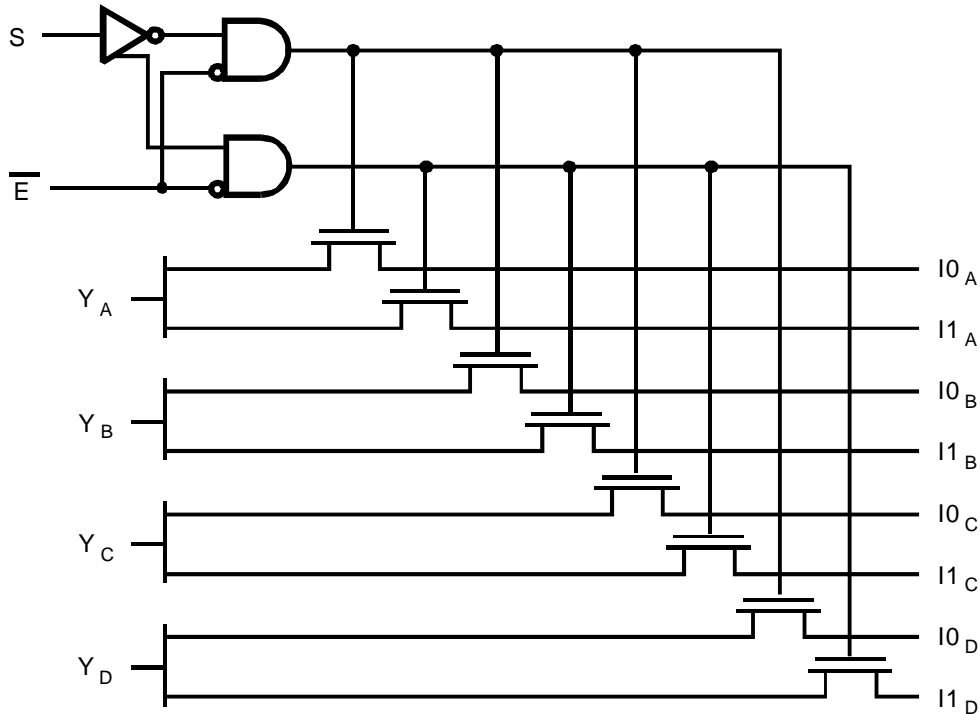 S
E̅
Y A
I0 A
I1 A
Y B
I0 B
I1 B
Y C
I0 C
I1 C
Y D
I0 D
I1 D